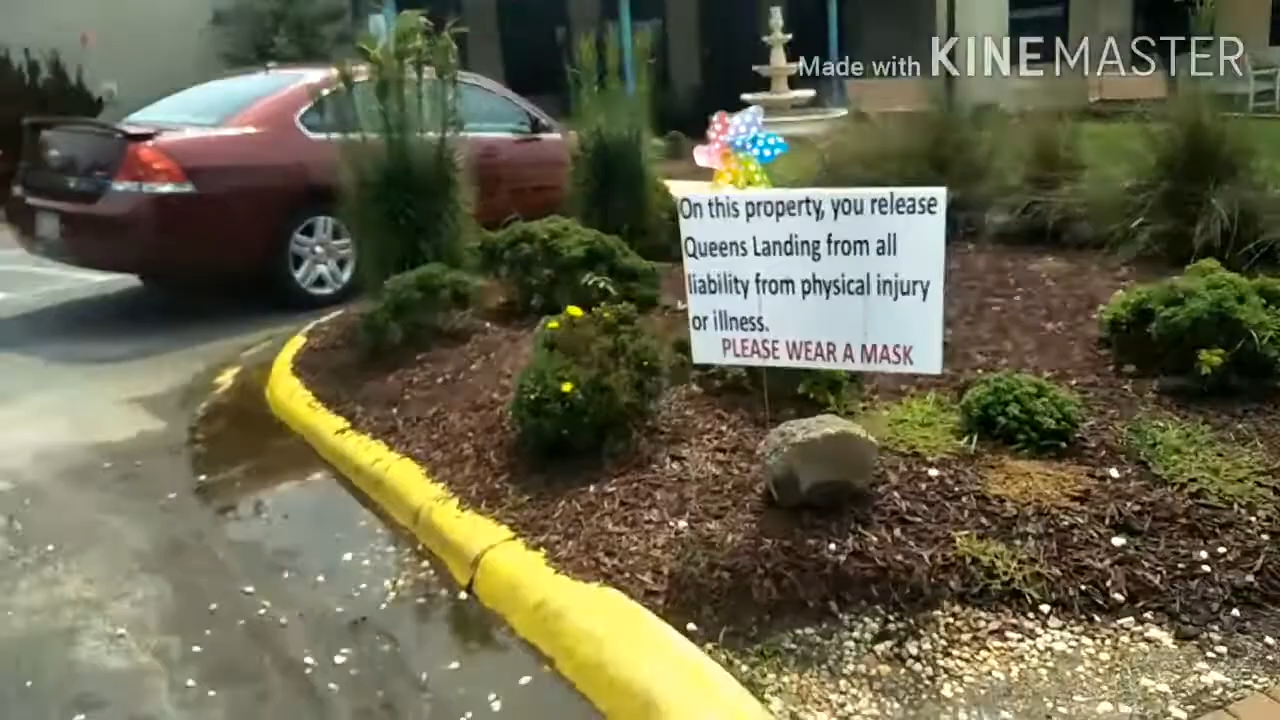 Made with KINEMASTER
On this property, you release
Queens Landing from all
liability from physical injury
or illness.
PLEASE WEAR A MASK